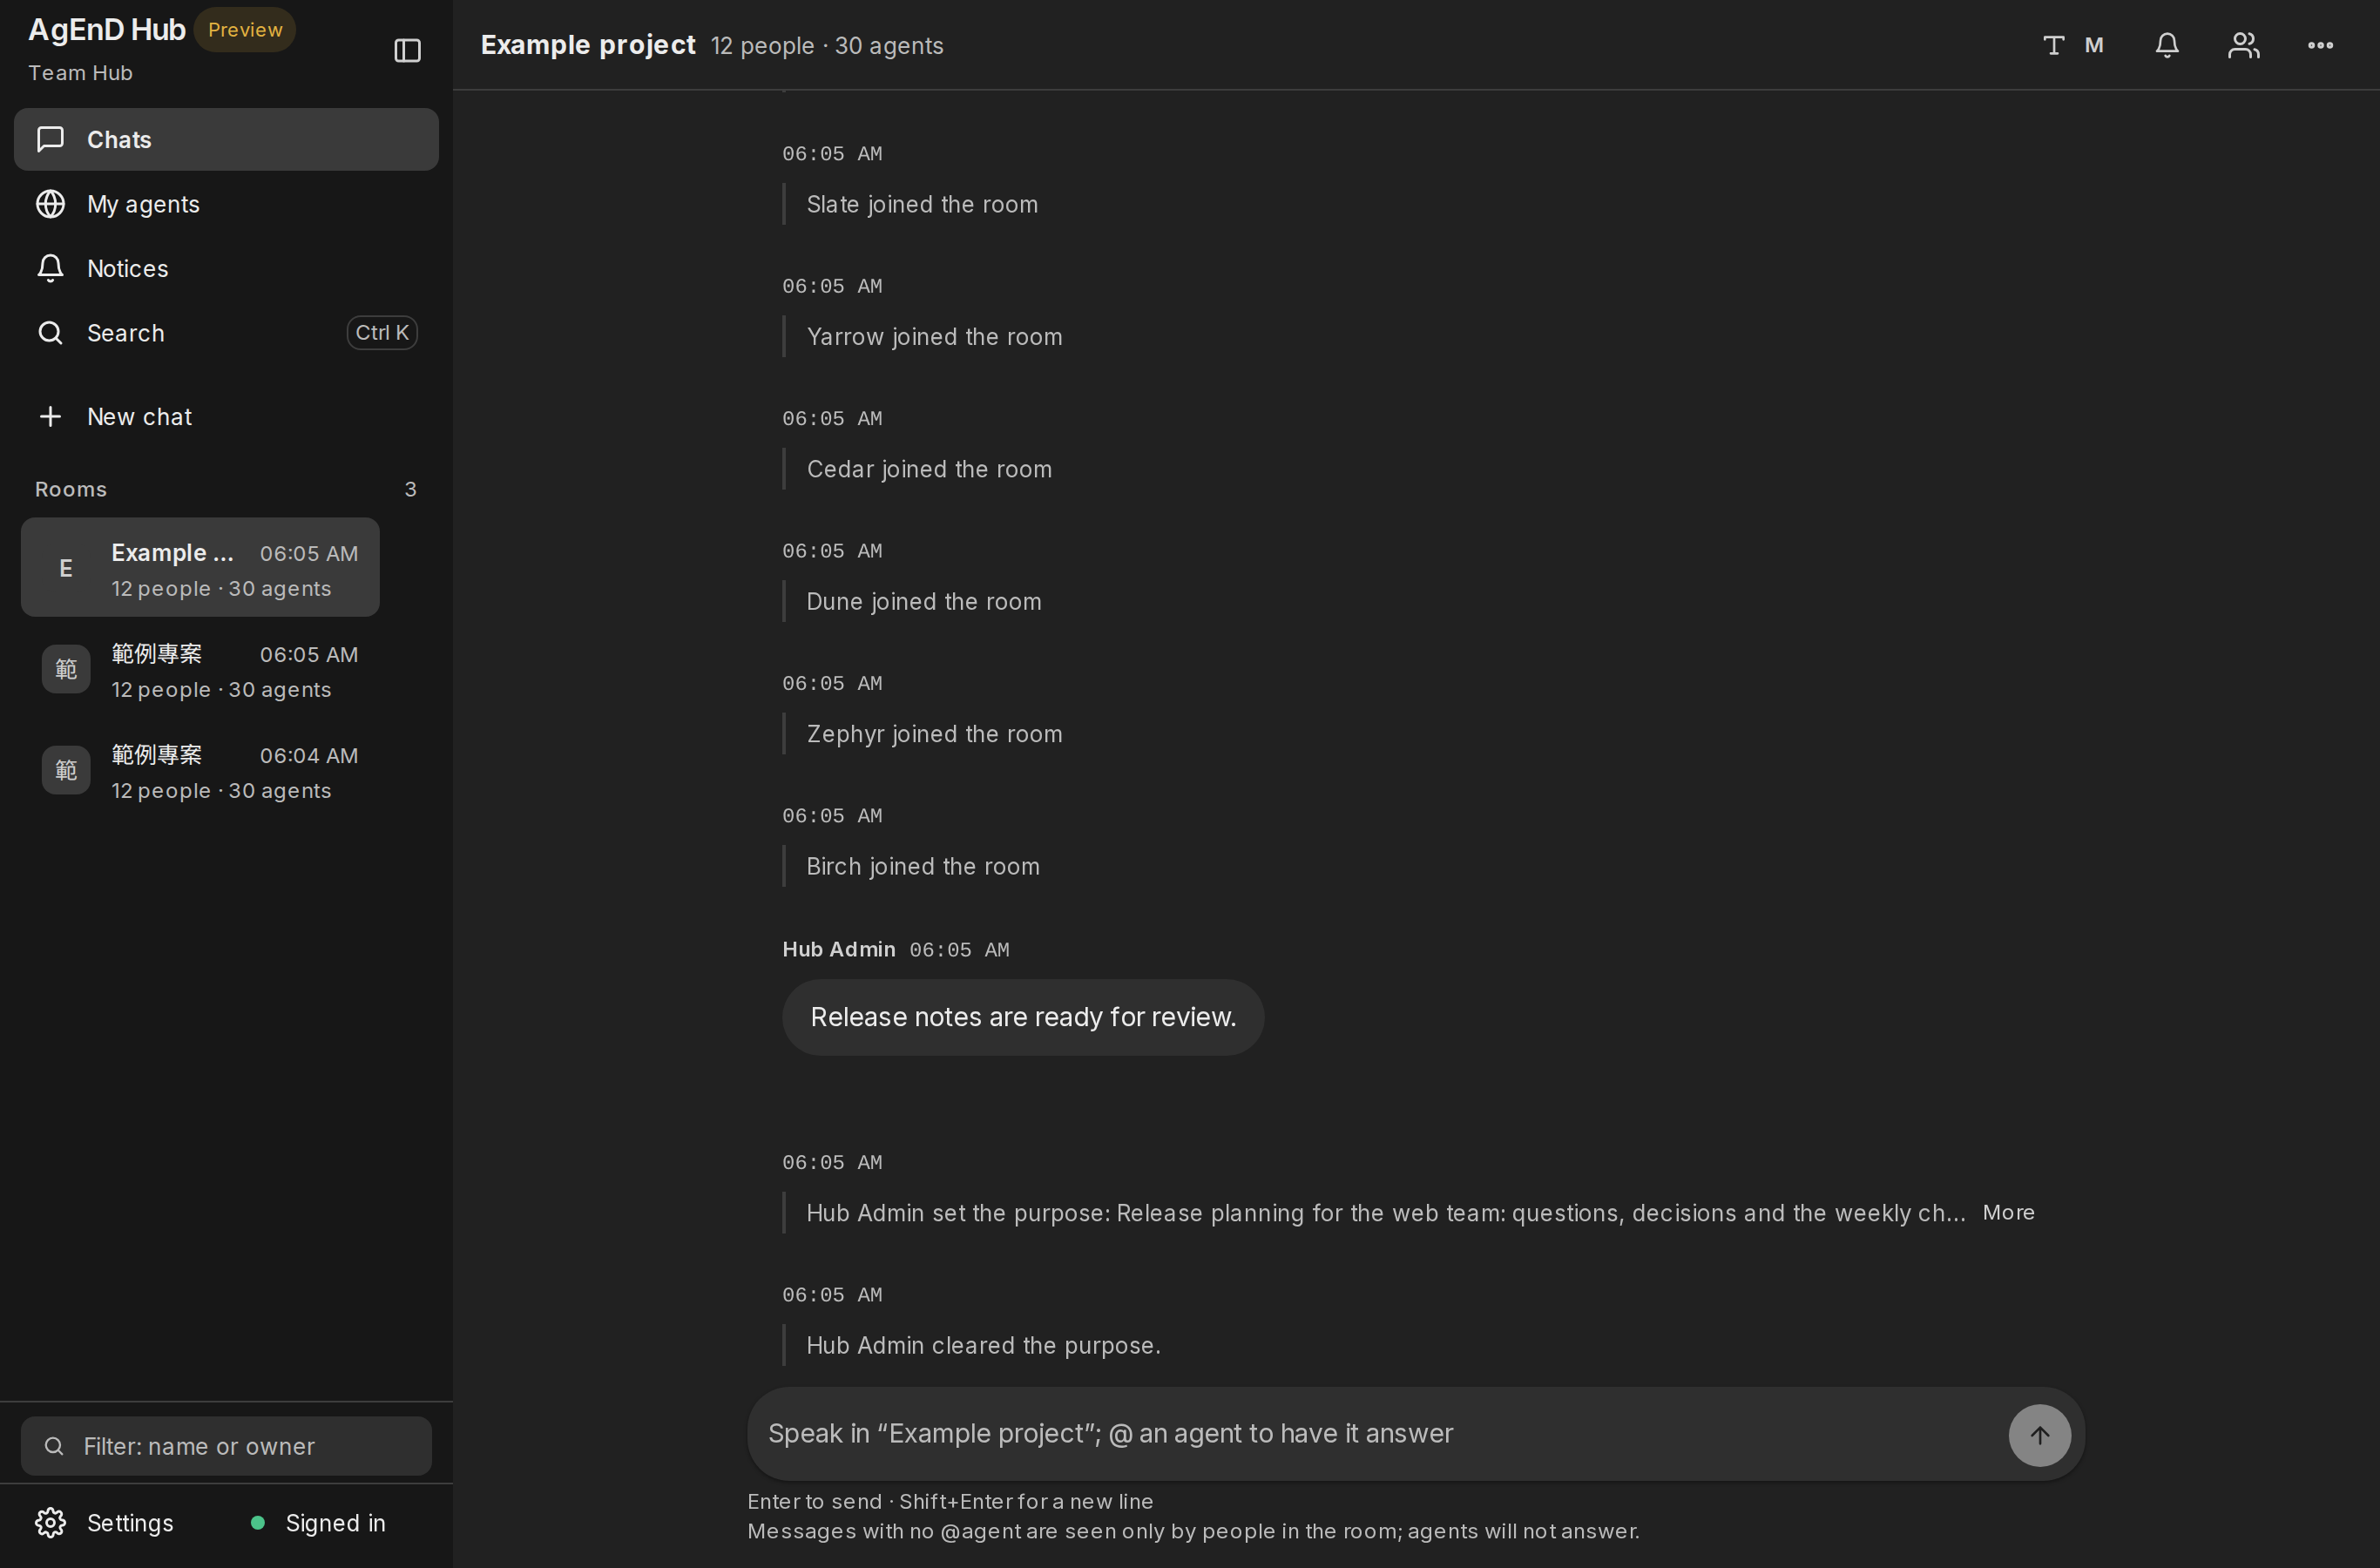 AgEnD Hub Preview
Team Hub
Chats
My agents
Notices
Search Ctrl K
New chat
Rooms 3
E Example ... 06:05 AM
12 people · 30 agents
範 範例專案 06:05 AM
12 people · 30 agents
範 範例專案 06:04 AM
12 people · 30 agents
Filter: name or owner
Settings Signed in
Example project 12 people · 30 agents M
06:05 AM
Slate joined the room
06:05 AM
Yarrow joined the room
06:05 AM
Cedar joined the room
06:05 AM
Dune joined the room
06:05 AM
Zephyr joined the room
06:05 AM
Birch joined the room
Hub Admin 06:05 AM
Release notes are ready for review.
06:05 AM
Hub Admin set the purpose: Release planning for the web team: questions, decisions and the weekly ch... More
06:05 AM
Hub Admin cleared the purpose.
Speak in “Example project”; @ an agent to have it answer
Enter to send · Shift+Enter for a new line
Messages with no @agent are seen only by people in the room; agents will not answer.